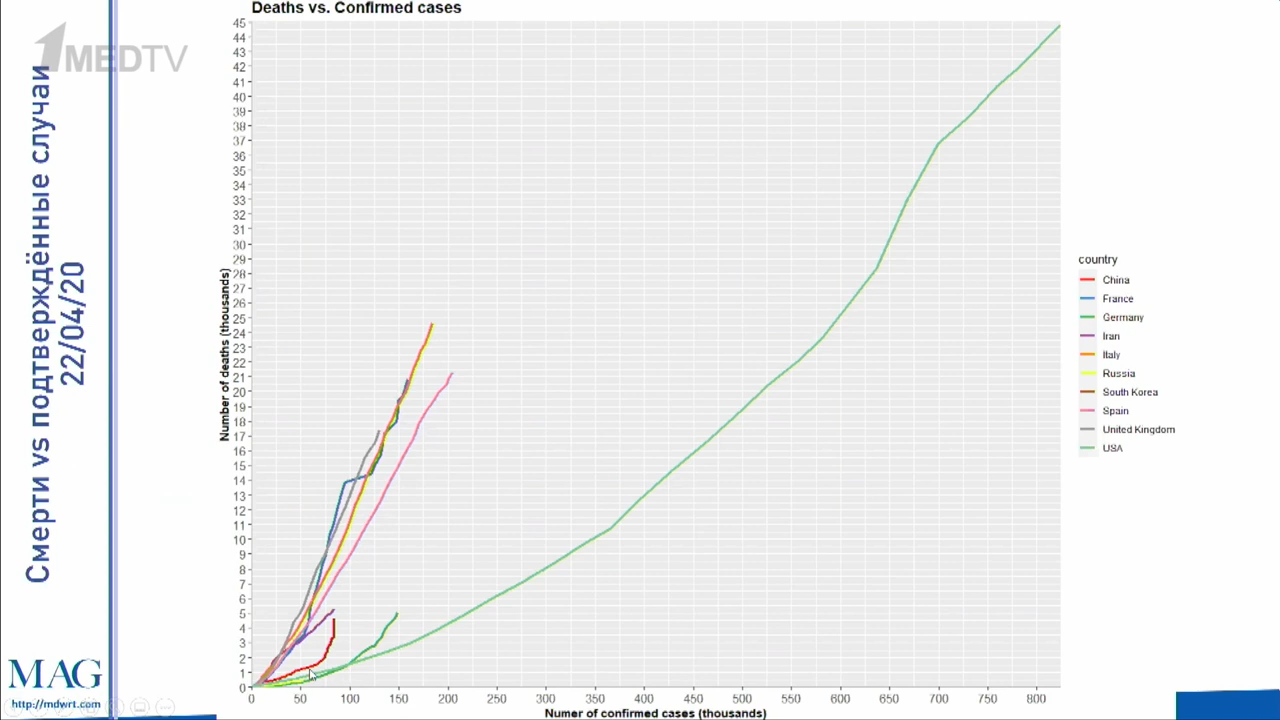 Deaths vs. Confirmed cases
1MEDTV
Смерти vs подтверждённые случаи
22/04/20
MAG
http://mdwrt.com
Number of deaths (thousands)
45
44
43
42
41
40
39
38
37
36
35
34
33
32
31
30
29
28
27
26
25
24
23
22
21
20
19
18
17
16
15
14
13
12
11
10
9
8
7
6
5
4
3
2
1
0
0 50 100 150 200 250 300 350 400 450 500 550 600 650 700 750 800
Numer of confirmed cases (thousands)
country
China
France
Germany
Iran
Italy
Russia
South Korea
Spain
United Kingdom
USA